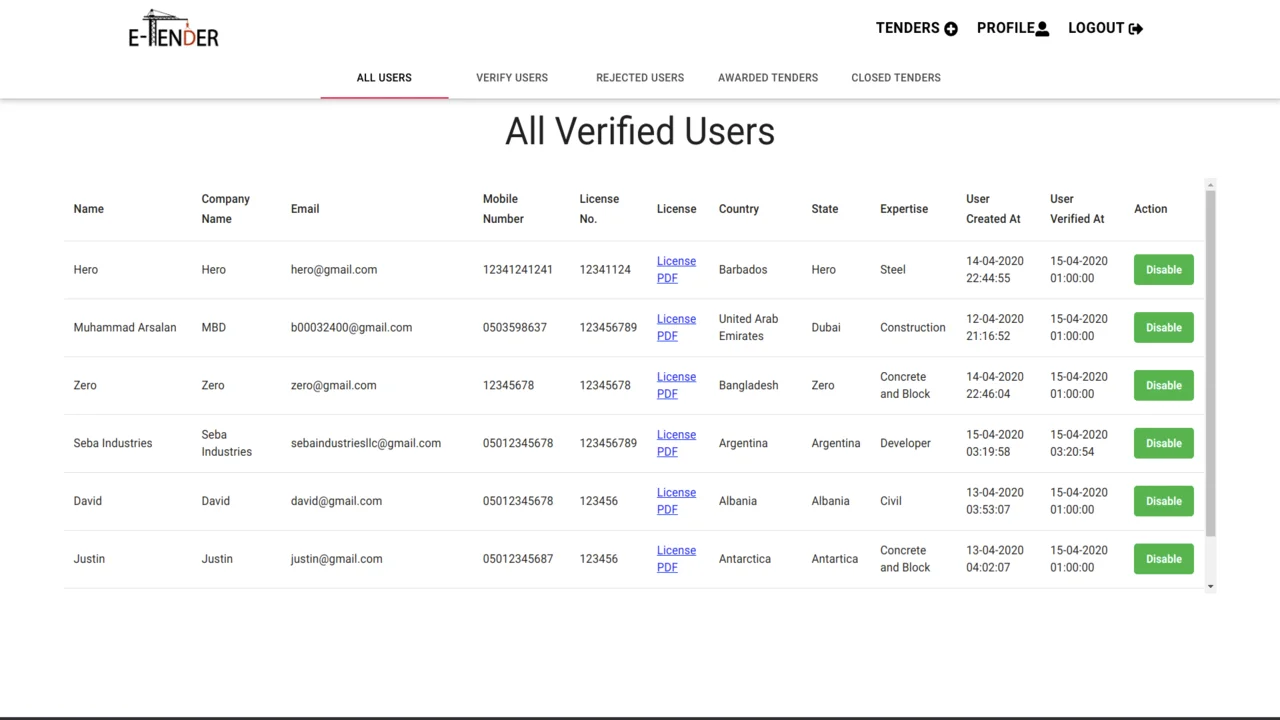 E-TENDER
TENDERS PROFILE LOGOUT
ALL USERS VERIFY USERS REJECTED USERS AWARDED TENDERS CLOSED TENDERS
All Verified Users
Name Company Name Email Mobile Number License No. License Country State Expertise User Created At User Verified At Action
Hero Hero hero@gmail.com 12341241241 12341124 License PDF Barbados Hero Steel 14-04-2020 22:44:55 15-04-2020 01:00:00 Disable
Muhammad Arsalan MBD b00032400@gmail.com 0503598637 123456789 License PDF United Arab Emirates Dubai Construction 12-04-2020 21:16:52 15-04-2020 01:00:00 Disable
Zero Zero zero@gmail.com 12345678 12345678 License PDF Bangladesh Zero Concrete and Block 14-04-2020 22:46:04 15-04-2020 01:00:00 Disable
Seba Industries Seba Industries sebaindustriesllc@gmail.com 05012345678 123456789 License PDF Argentina Argentina Developer 15-04-2020 03:19:58 15-04-2020 03:20:54 Disable
David David david@gmail.com 05012345678 123456 License PDF Albania Albania Civil 13-04-2020 03:53:07 15-04-2020 01:00:00 Disable
Justin Justin justin@gmail.com 05012345687 123456 License PDF Antarctica Antartica Concrete and Block 13-04-2020 04:02:07 15-04-2020 01:00:00 Disable